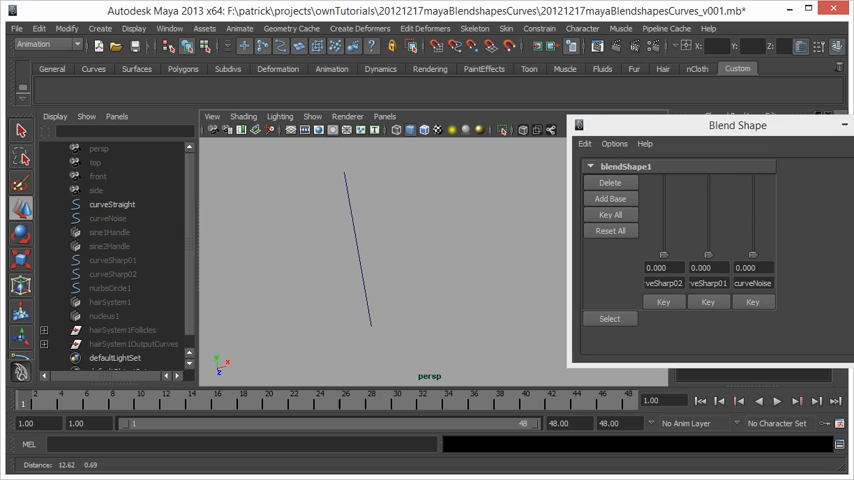 Autodesk Maya 2013 x64: F:\patrick\projects\ownTutorials\20121217mayaBlendshapesCurves\20121217mayaBlendshapesCurves_v001.mb*
File Edit Modify Create Display Window Assets Animate Geometry Cache Create Deformers Edit Deformers Skeleton Skin Constrain Character Muscle Pipeline Cache Help
Animation X: Y: Z:
General Curves Surfaces Polygons Subdivs Deformation Animation Dynamics Rendering PaintEffects Toon Muscle Fluids Fur Hair nCloth Custom
Display Show Panels
View Shading Lighting Show Renderer Panels
persp
top
front
side
curveStraight
curveNoise
sine1Handle
sine2Handle
curveSharp01
curveSharp02
nurbsCircle1
hairSystem1
nucleus1
hairSystem1Follicles
hairSystem1OutputCurves
defaultLightSet
y
x
z
persp
Blend Shape
Edit Options Help
blendShape1
Delete
Add Base
Key All
Reset All
0.000 0.000 0.000
veSharp02 veSharp01 curveNoise
Key Key Key
Select
2 4 6 8 10 12 14 16 18 20 22 24 26 28 30 32 34 36 38 40 42 44 46 48
1 1.00
1.00 1.00 1 48 48.00 48.00 No Anim Layer No Character Set
MEL
Distance: 12.62 0.69